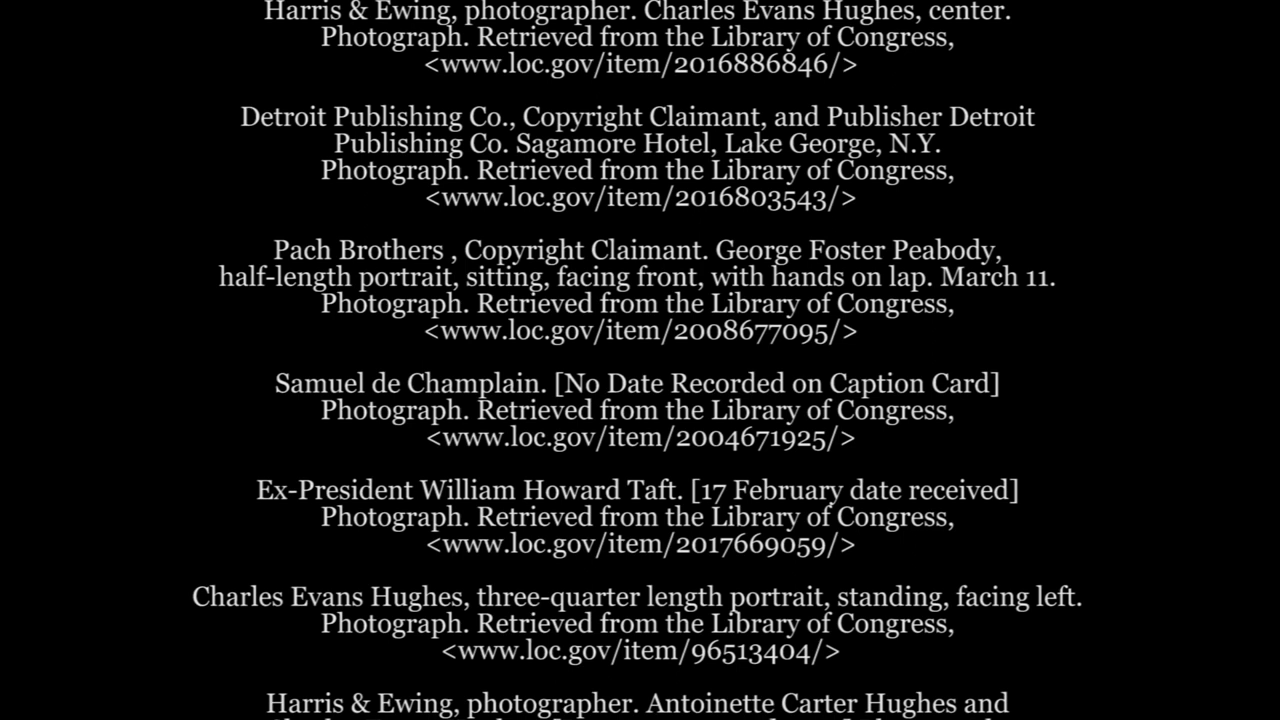 Harris & Ewing, photographer. Charles Evans Hughes, center.
Photograph. Retrieved from the Library of Congress,
<www.loc.gov/item/2016886846/>
Detroit Publishing Co., Copyright Claimant, and Publisher Detroit
Publishing Co. Sagamore Hotel, Lake George, N.Y.
Photograph. Retrieved from the Library of Congress,
<www.loc.gov/item/2016803543/>
Pach Brothers , Copyright Claimant. George Foster Peabody,
half-length portrait, sitting, facing front, with hands on lap. March 11.
Photograph. Retrieved from the Library of Congress,
<www.loc.gov/item/2008677095/>
Samuel de Champlain. [No Date Recorded on Caption Card]
Photograph. Retrieved from the Library of Congress,
<www.loc.gov/item/2004671925/>
Ex-President William Howard Taft. [17 February date received]
Photograph. Retrieved from the Library of Congress,
<www.loc.gov/item/2017669059/>
Charles Evans Hughes, three-quarter length portrait, standing, facing left.
Photograph. Retrieved from the Library of Congress,
<www.loc.gov/item/96513404/>
Harris & Ewing, photographer. Antoinette Carter Hughes and